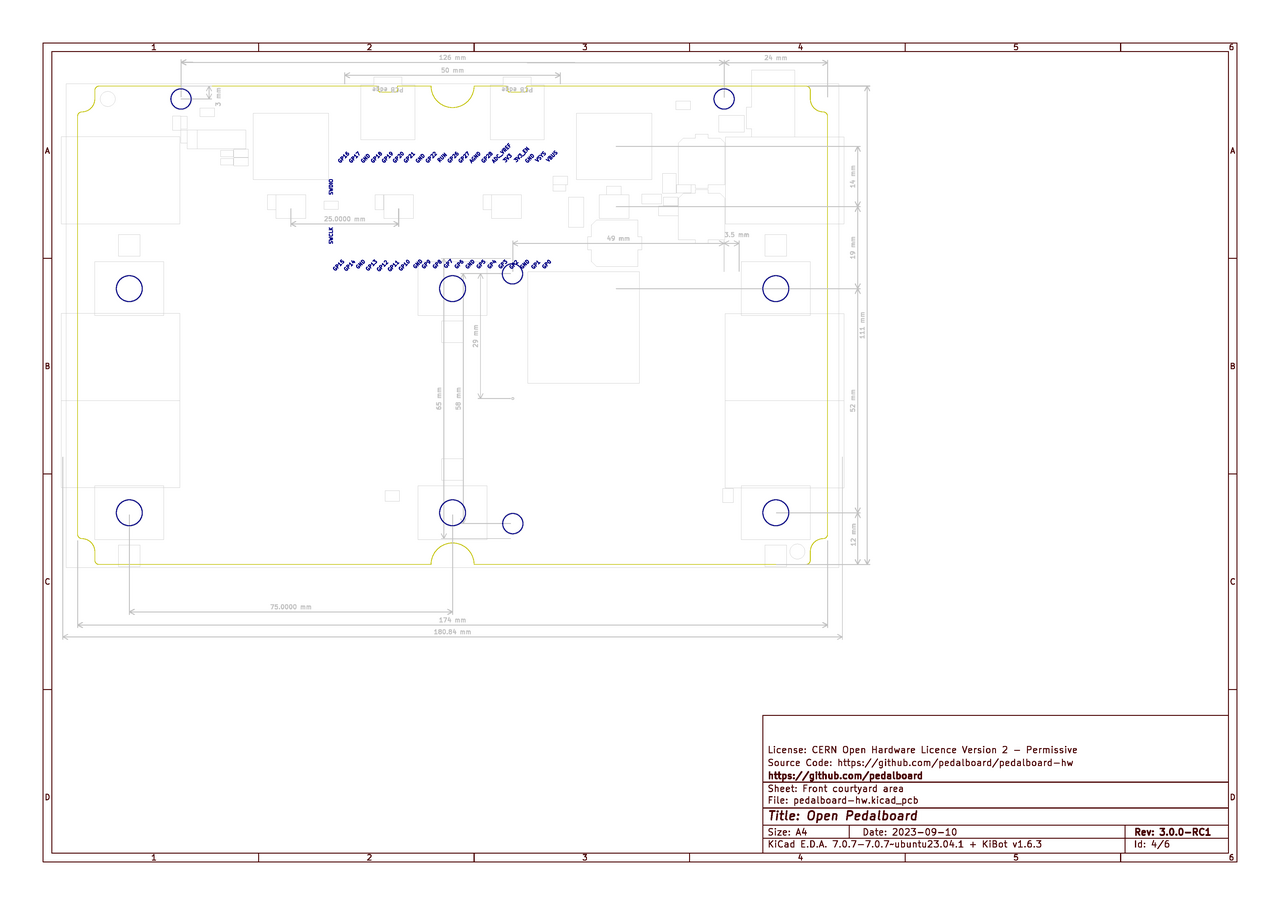 1 2 3 4 5 6
126 mm 24 mm
50 mm
3 mm
PCB edge PCB edge
A A
GP16 GP17 GND GP18 GP19 GP20 GP21 GND GP22 RUN GP26 GP27 AGND GP28 ADC_VREF 3V3 3V3_EN GND VSYS VBUS
14 mm
SWDIO
25.0000 mm
SWCLK
49 mm 3.5 mm
19 mm
GP15 GP14 GND GP13 GP12 GP11 GP10 GND GP9 GP8 GP7 GP6 GND GP5 GP4 GP3 GP2 GND GP1 GP0
111 mm
29 mm
B B
65 mm 58 mm 52 mm
12 mm
C C
75.0000 mm
174 mm
180.84 mm
License: CERN Open Hardware Licence Version 2 - Permissive
Source Code: https://github.com/pedalboard/pedalboard-hw
https://github.com/pedalboard
Sheet: Front courtyard area
D D
File: pedalboard-hw.kicad_pcb
Title: Open Pedalboard
Size: A4 Date: 2023-09-10 Rev: 3.0.0-RC1
KiCad E.D.A. 7.0.7-7.0.7~ubuntu23.04.1 + KiBot v1.6.3 Id: 4/6
1 2 3 4 5 6